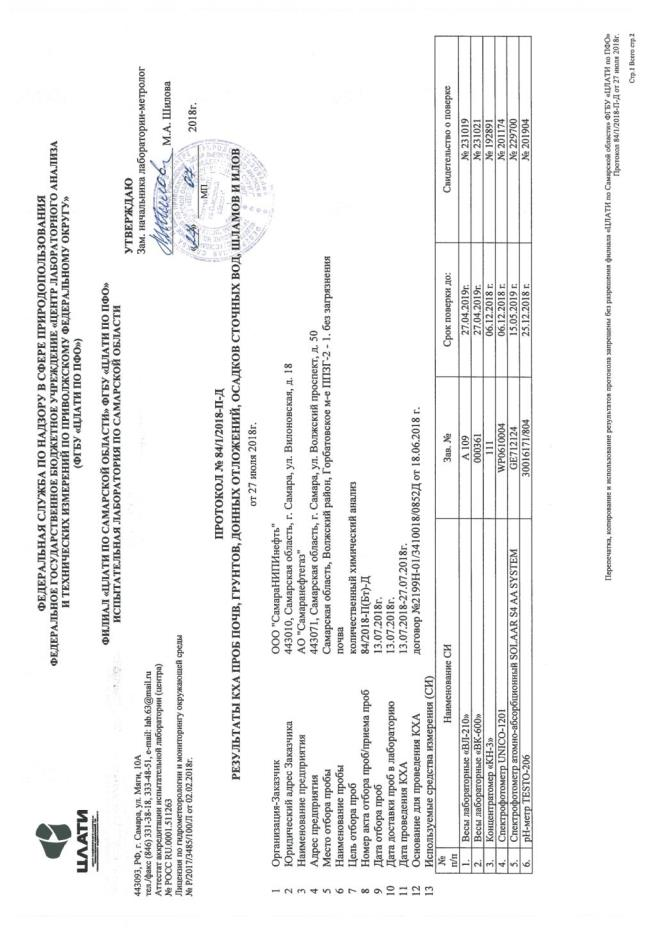 ФЕДЕРАЛЬНАЯ СЛУЖБА ПО НАДЗОРУ В СФЕРЕ ПРИРОДОПОЛЬЗОВАНИЯ
ФЕДЕРАЛЬНОЕ ГОСУДАРСТВЕННОЕ БЮДЖЕТНОЕ УЧРЕЖДЕНИЕ «ЦЕНТР ЛАБОРАТОРНОГО АНАЛИЗА
И ТЕХНИЧЕСКИХ ИЗМЕРЕНИЙ ПО ПРИВОЛЖСКОМУ ФЕДЕРАЛЬНОМУ ОКРУГУ»
(ФГБУ «ЦЛАТИ ПО ПФО»)
ФИЛИАЛ «ЦЛАТИ ПО САМАРСКОЙ ОБЛАСТИ» ФГБУ «ЦЛАТИ ПО ПФО»
ИСПЫТАТЕЛЬНАЯ ЛАБОРАТОРИЯ ПО САМАРСКОЙ ОБЛАСТИ
ЦЛАТИ
443093, РФ, г. Самара, ул. Мяги, 10А
тел./факс (846) 331-38-18, 333-48-51, e-mail: lab.63@mail.ru
Аттестат аккредитации испытательной лаборатории (центра)
№ РОСС RU.0001.511263
Лицензия по гидрометеорологии и мониторингу окружающей среды
№ Р/2017/3485/100/Л от 02.02.2018г.
УТВЕРЖДАЮ
Зам. начальника лаборатории-метролог
М.А. Шилова
2018г.
МП.
ПРОТОКОЛ № 84/1/2018-П-Д
РЕЗУЛЬТАТЫ КХА ПРОБ ПОЧВ, ГРУНТОВ, ДОННЫХ ОТЛОЖЕНИЙ, ОСАДКОВ СТОЧНЫХ ВОД, ШЛАМОВ И ИЛОВ
от 27 июля 2018г.
1 Организация-Заказчик ООО "СамараНИПИнефть"
2 Юридический адрес Заказчика 443010, Самарская область, г. Самара, ул. Вилоновская, д. 18
3 Наименование предприятия АО "Самаранефтегаз"
4 Адрес предприятия 443071, Самарская область, г. Самара, ул. Волжский проспект, д. 50
5 Место отбора пробы Самарская область, Волжский район, Горбатовское м-е ППЗГ-2 - 1. без загрязнения
6 Наименование пробы почва
7 Цель отбора проб количественный химический анализ
8 Номер акта отбора проб/приема проб 84/2018-П(Бт)-Д
9 Дата отбора проб 13.07.2018г.
10 Дата доставки проб в лабораторию 13.07.2018г.
11 Дата проведения КХА 13.07.2018-27.07.2018г.
12 Основание для проведения КХА договор №2199Н-01/3410018/0852Д от 18.06.2018 г.
13 Используемые средства измерения (СИ)
№ п/п Наименование СИ Зав. № Срок поверки до: Свидетельство о поверке
1. Весы лабораторные «ВЛ-210» А 109 27.04.2019г. № 231019
2. Весы лабораторные «ВК-600» 000361 27.04.2019г. № 231021
3. Концентратомер «КН-3» 111 06.12.2018 г. № 192891
4. Спектрофотометр UNICO-1201 WP0610004 06.12.2018 г. № 201174
5. Спектрофотометр атомно-абсорбционный SOLAAR S4 AA SYSTEM GE712124 15.05.2019 г. № 229700
6. рН-метр TESTO-206 30016171/804 25.12.2018 г. № 201904
Перепечатка, копирование и использование результатов протокола запрещены без разрешения филиала «ЦЛАТИ по Самарской области» ФГБУ «ЦЛАТИ по ПФО»
Протокол 84/1/2018-П-Д от 27 июля 2018г.
Стр.1 Всего стр.2